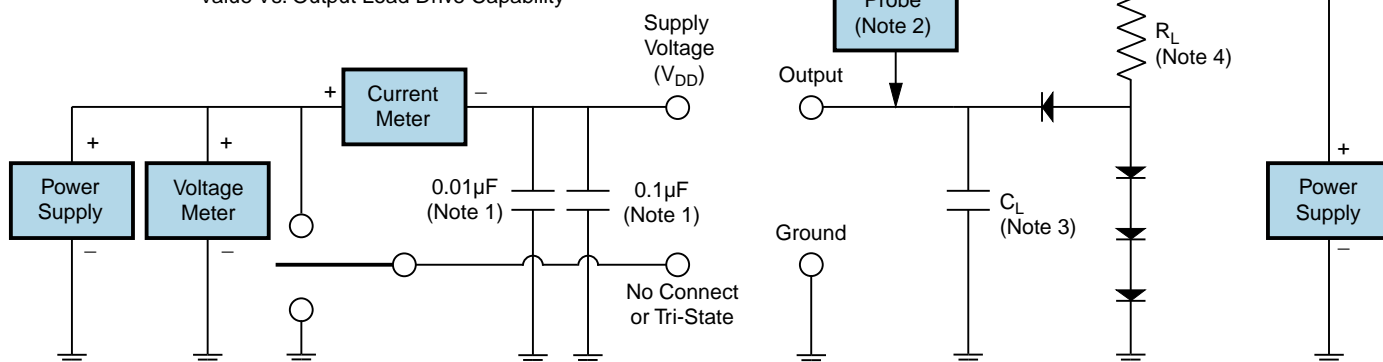 Value vs. Output Load Drive Capability
Supply
Voltage
(VDD)
Probe
(Note 2)
RL
(Note 4)
Output
+
Current
Meter
–
+
Power
Supply
–
+
Voltage
Meter
–
0.01µF
(Note 1)
0.1µF
(Note 1)
No Connect
or Tri-State
Ground
CL
(Note 3)
+
Power
Supply
–